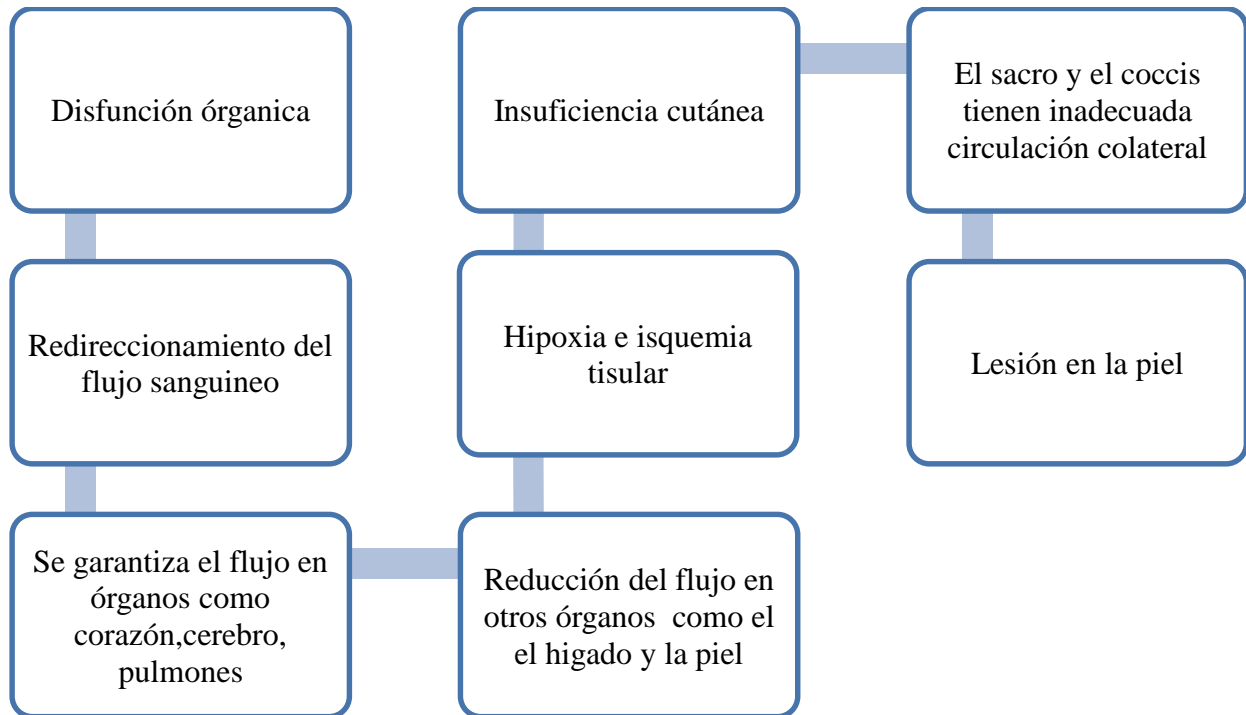 Disfunción órganica
Redireccionamiento del
flujo sanguineo
Se garantiza el flujo en
órganos como
corazón,cerebro,
pulmones
Reducción del flujo en
otros órganos como el
el higado y la piel
Hipoxia e isquemia
tisular
Insuficiencia cutánea
El sacro y el coccis
tienen inadecuada
circulación colateral
Lesión en la piel